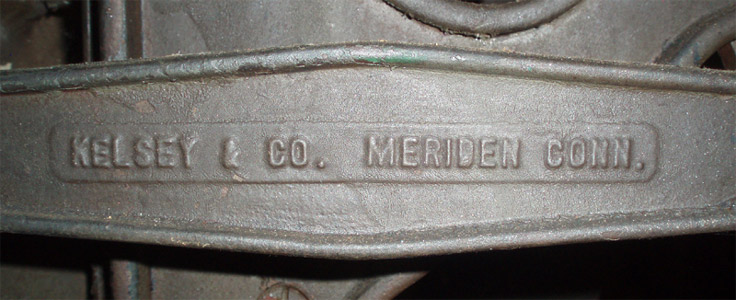 KELSEY & CO. MERIDEN CONN.